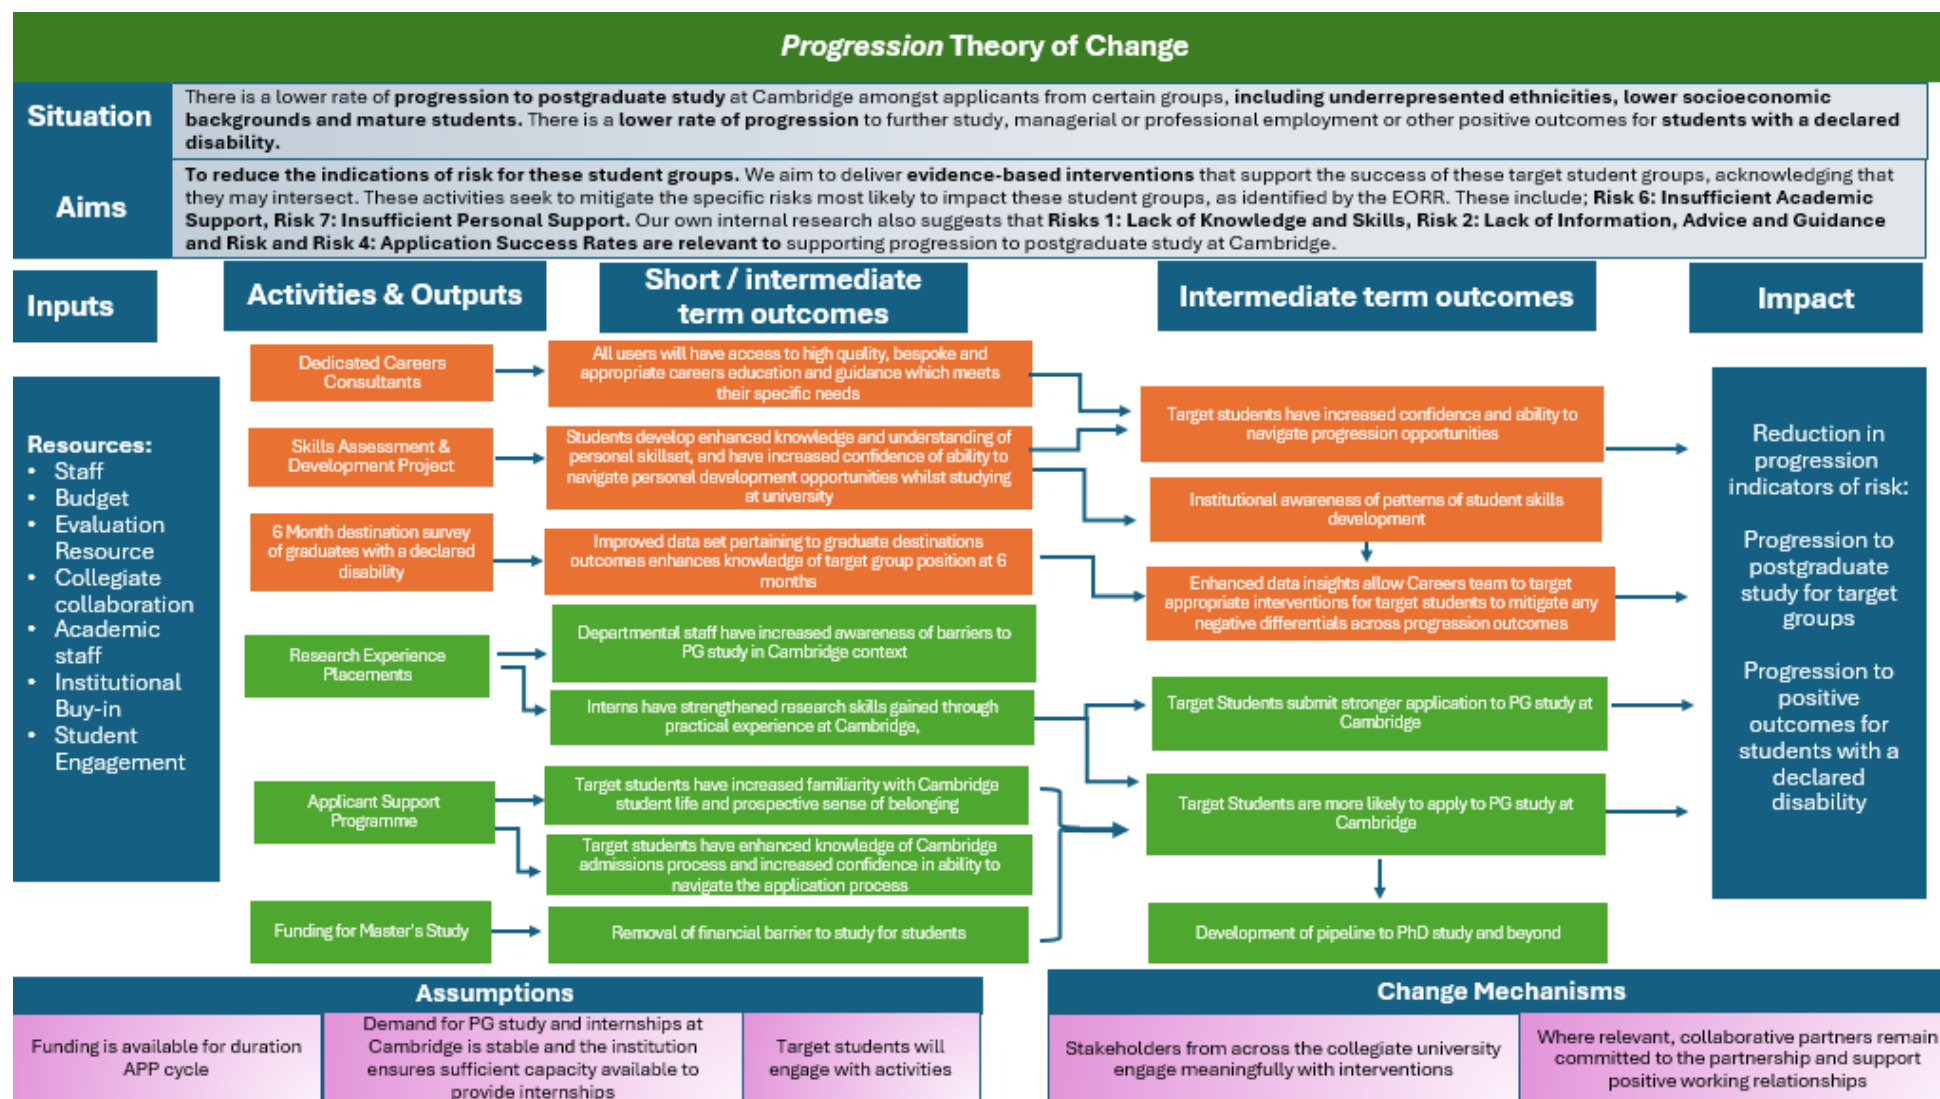 Progression Theory of Change
Situation
There is a lower rate of progression to postgraduate study at Cambridge amongst applicants from certain groups, including underrepresented ethnicities, lower socioeconomic
backgrounds and mature students. There is a lower rate of progression to further study, managerial or professional employment or other positive outcomes for students with a declared
disability.
Aims
To reduce the indications of risk for these student groups. We aim to deliver evidence-based interventions that support the success of these target student groups, acknowledging that
they may intersect. These activities seek to mitigate the specific risks most likely to impact these student groups, as identified by the EORR. These include; Risk 6: Insufficient Academic
Support, Risk 7: Insufficient Personal Support. Our own internal research also suggests that Risks 1: Lack of Knowledge and Skills, Risk 2: Lack of Information, Advice and Guidance
and Risk and Risk 4: Application Success Rates are relevant to supporting progression to postgraduate study at Cambridge.
Inputs
Activities & Outputs
Short / intermediate
term outcomes
Intermediate term outcomes
Impact
Resources:
• Staff
• Budget
• Evaluation
Resource
• Collegiate
collaboration
• Academic
staff
• Institutional
Buy-in
• Student
Engagement
Dedicated Careers
Consultants
Skills Assessment &
Development Project
6 Month destination survey
of graduates with a declared
disability
Research Experience
Placements
Applicant Support
Programme
Funding for Master's Study
All users will have access to high quality, bespoke and
appropriate careers education and guidance which meets
their specific needs
Students develop enhanced knowledge and understanding of
personal skillset, and have increased confidence of ability to
navigate personal development opportunities whilst studying
at university
Improved data set pertaining to graduate destinations
outcomes enhances knowledge of target group position at 6
months
Departmental staff have increased awareness of barriers to
PG study in Cambridge context
Interns have strengthened research skills gained through
practical experience at Cambridge,
Target students have increased familiarity with Cambridge
student life and prospective sense of belonging
Target students have enhanced knowledge of Cambridge
admissions process and increased confidence in ability to
navigate the application process
Removal of financial barrier to study for students
Target students have increased confidence and ability to
navigate progression opportunities
Institutional awareness of patterns of student skills
development
Enhanced data insights allow Careers team to target
appropriate interventions for target students to mitigate any
negative differentials across progression outcomes
Target Students submit stronger application to PG study at
Cambridge
Target Students are more likely to apply to PG study at
Cambridge
Development of pipeline to PhD study and beyond
Reduction in
progression
indicators of risk:
Progression to
postgraduate
study for target
groups
Progression to
positive
outcomes for
students with a
declared
disability
Assumptions
Funding is available for duration
APP cycle
Demand for PG study and internships at
Cambridge is stable and the institution
ensures sufficient capacity available to
provide internships
Target students will
engage with activities
Change Mechanisms
Stakeholders from across the collegiate university
engage meaningfully with interventions
Where relevant, collaborative partners remain
committed to the partnership and support
positive working relationships